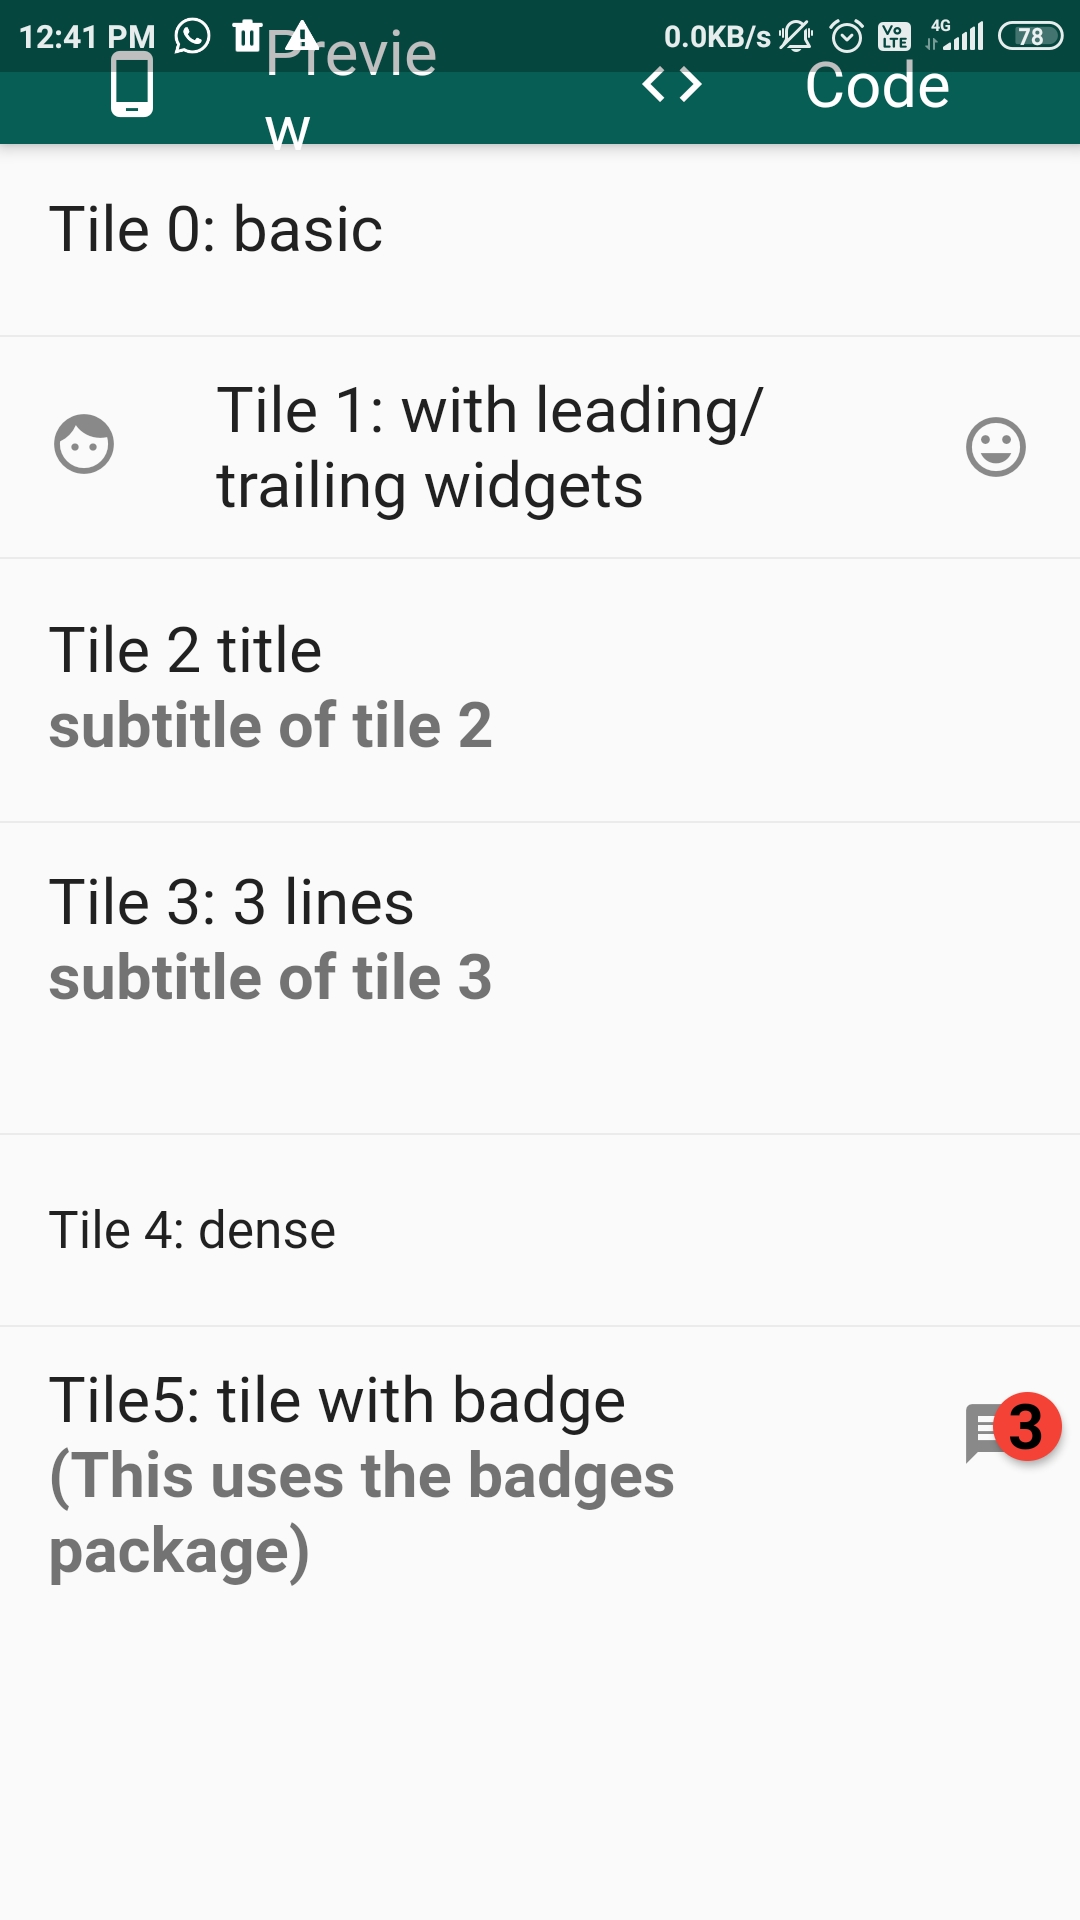 12:41 PM 0.0KB/s VoLTE 4G 78
Previe
w
Code
Tile 0: basic
Tile 1: with leading/
trailing widgets
Tile 2 title
subtitle of tile 2
Tile 3: 3 lines
subtitle of tile 3
Tile 4: dense
Tile5: tile with badge
(This uses the badges
package)
3